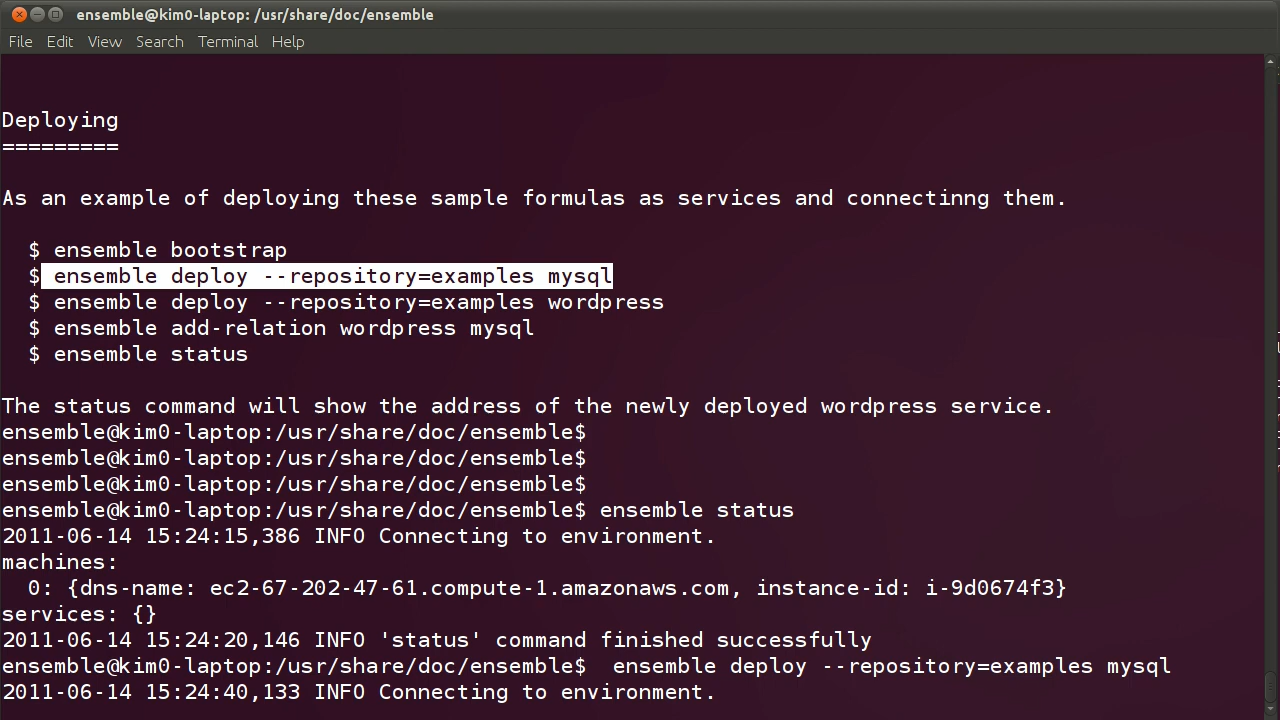 ensemble@kim0-laptop: /usr/share/doc/ensemble
File Edit View Search Terminal Help
Deploying
=========
As an example of deploying these sample formulas as services and connectinng them.
$ ensemble bootstrap
$ ensemble deploy --repository=examples mysql
$ ensemble deploy --repository=examples wordpress
$ ensemble add-relation wordpress mysql
$ ensemble status
The status command will show the address of the newly deployed wordpress service.
ensemble@kim0-laptop:/usr/share/doc/ensemble$
ensemble@kim0-laptop:/usr/share/doc/ensemble$
ensemble@kim0-laptop:/usr/share/doc/ensemble$
ensemble@kim0-laptop:/usr/share/doc/ensemble$ ensemble status
2011-06-14 15:24:15,386 INFO Connecting to environment.
machines:
  0: {dns-name: ec2-67-202-47-61.compute-1.amazonaws.com, instance-id: i-9d0674f3}
services: {}
2011-06-14 15:24:20,146 INFO 'status' command finished successfully
ensemble@kim0-laptop:/usr/share/doc/ensemble$  ensemble deploy --repository=examples mysql
2011-06-14 15:24:40,133 INFO Connecting to environment.